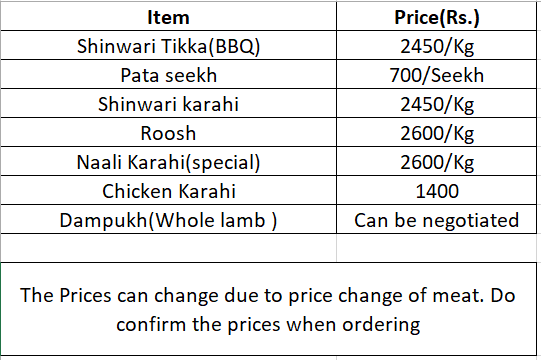 Item Price(Rs.)
Shinwari Tikka(BBQ) 2450/Kg
Pata seekh 700/Seekh
Shinwari karahi 2450/Kg
Roosh 2600/Kg
Naali Karahi(special) 2600/Kg
Chicken Karahi 1400
Dampukh(Whole lamb ) Can be negotiated
The Prices can change due to price change of meat. Do
confirm the prices when ordering